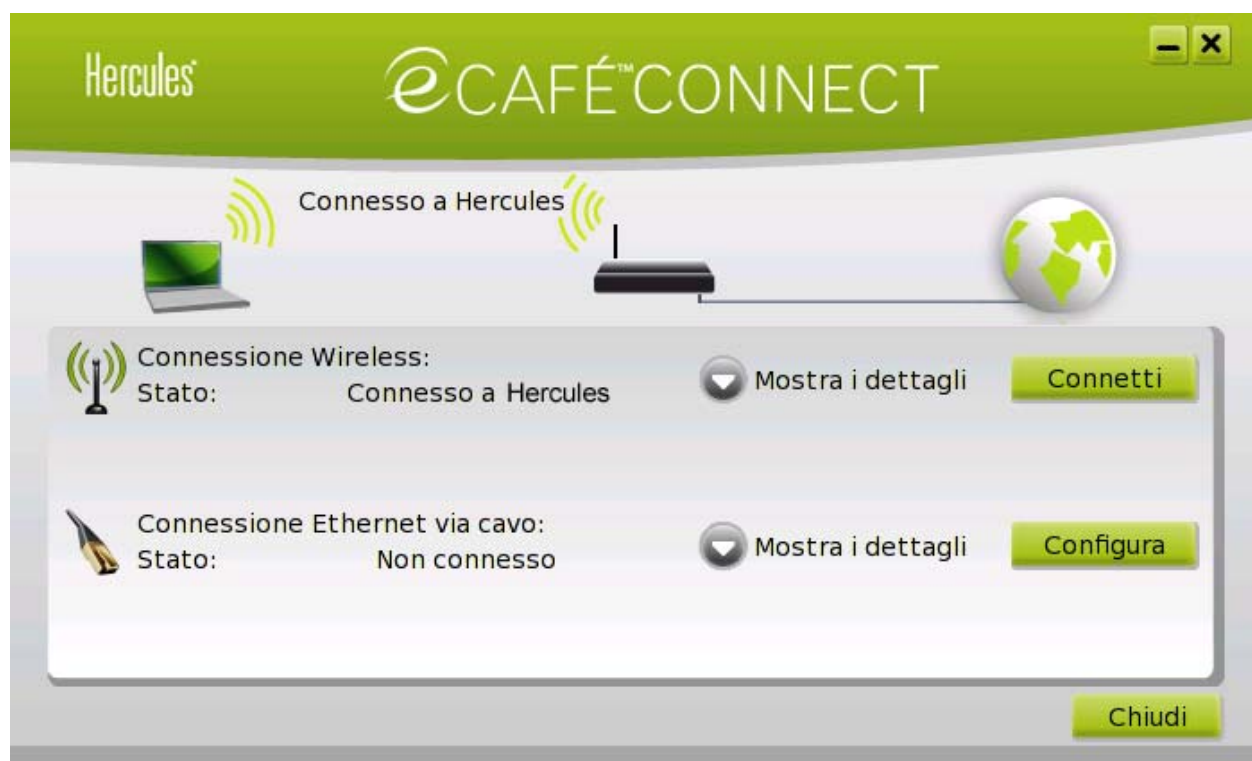 Hercules
eCAFÉ™CONNECT
Connesso a Hercules
Connessione Wireless:
Stato: Connesso a Hercules
Mostra i dettagli
Connetti
Connessione Ethernet via cavo:
Stato: Non connesso
Mostra i dettagli
Configura
Chiudi